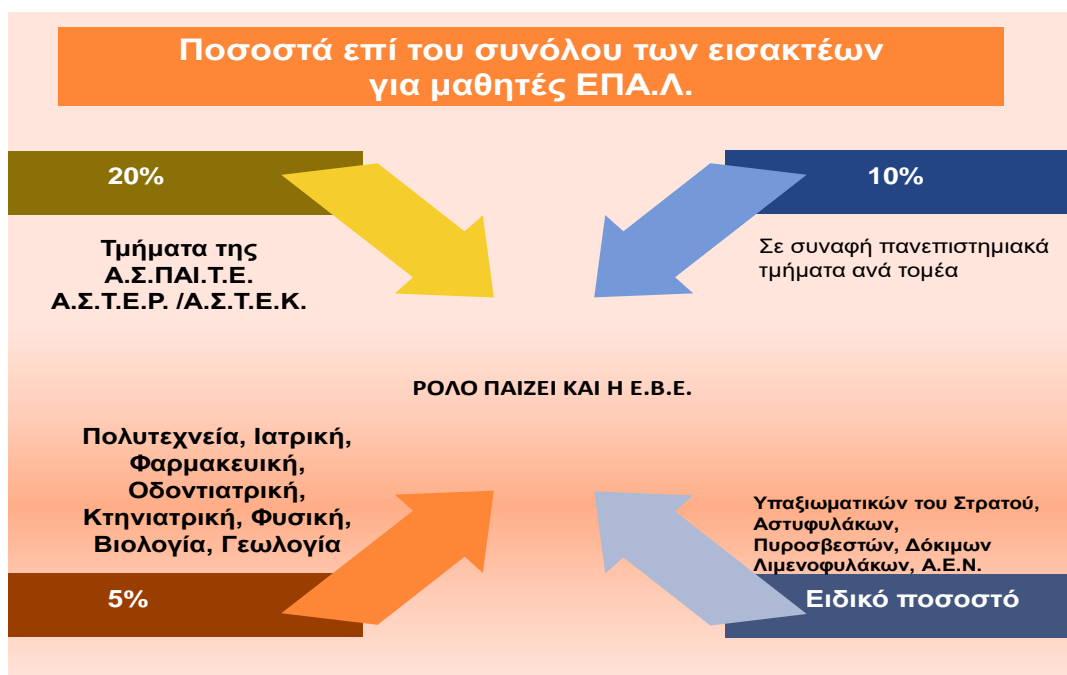 Ποσοστά επί του συνόλου των εισακτέων
για μαθητές ΕΠΑ.Λ.
20%
Τμήματα της
Α.Σ.ΠΑΙ.Τ.Ε.
Α.Σ.Τ.Ε.Ρ. /Α.Σ.Τ.Ε.Κ.
10%
Σε συναφή πανεπιστημιακά
τμήματα ανά τομέα
ΡΟΛΟ ΠΑΙΖΕΙ ΚΑΙ Η Ε.Β.Ε.
Πολυτεχνεία, Ιατρική,
Φαρμακευική,
Οδοντιατρική,
Κτηνιατρική, Φυσική,
Βιολογία, Γεωλογία
5%
Υπαξιωματικών του Στρατού,
Αστυφυλάκων,
Πυροσβεστών, Δόκιμων
Λιμενοφυλάκων, Α.Ε.Ν.
Ειδικό ποσοστό